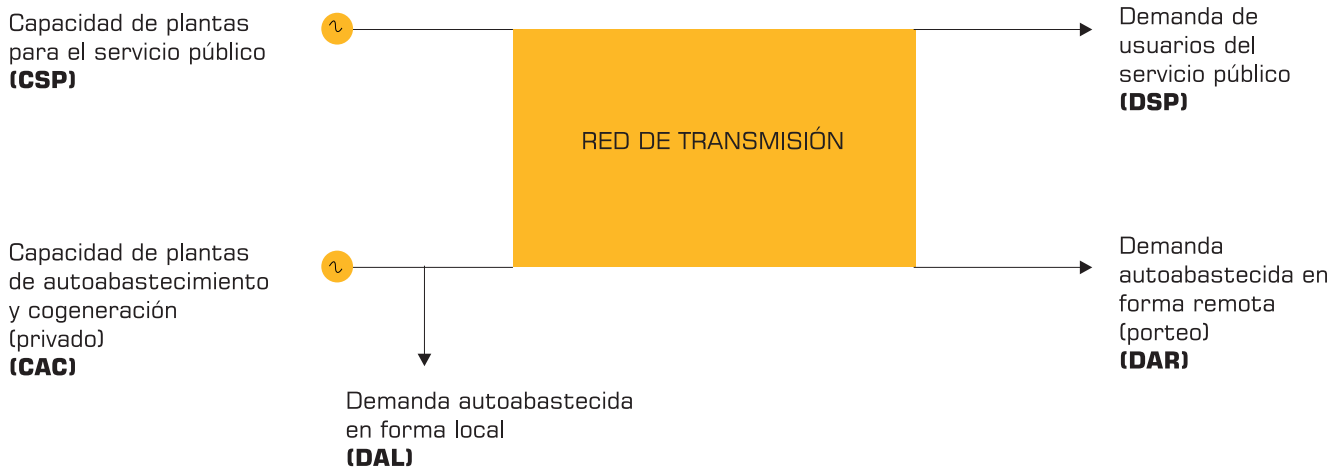 Capacidad de plantas
para el servicio público
(CSP)
Demanda de
usuarios del
servicio público
(DSP)
RED DE TRANSMISIÓN
Capacidad de plantas
de autoabastecimiento
y cogeneración
(privado)
(CAC)
Demanda
autoabastecida en
forma remota
(porteo)
(DAR)
Demanda autoabastecida
en forma local
(DAL)